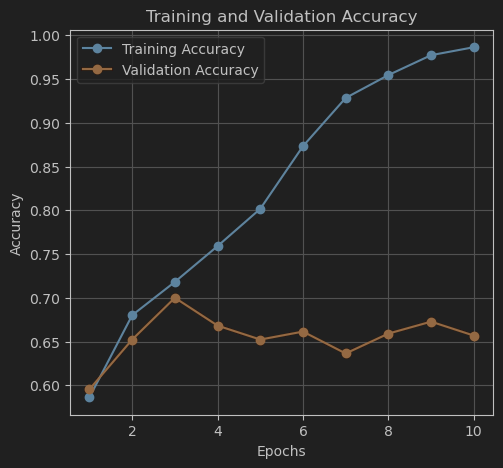 Training and Validation Accuracy
Training Accuracy
Validation Accuracy
1.00
0.95
0.90
0.85
0.80
0.75
0.70
0.65
0.60
Accuracy
2 4 6 8 10
Epochs